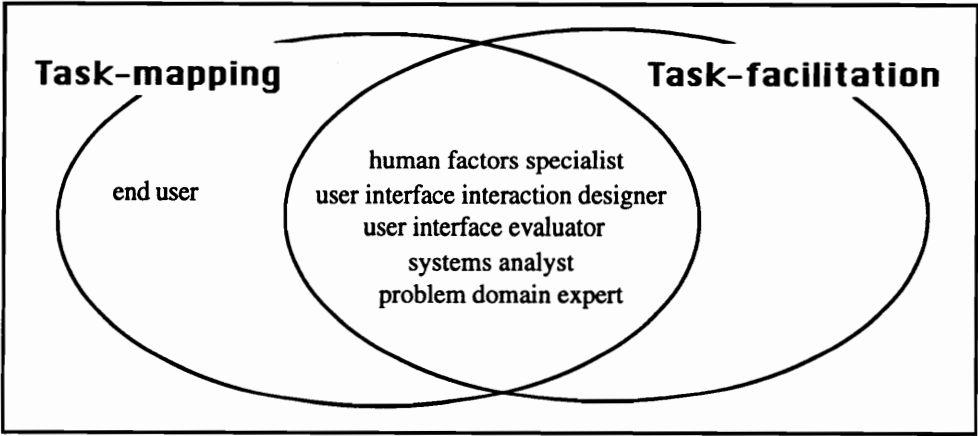 Task-mapping
Task-facilitation
end user
human factors specialist
user interface interaction designer
user interface evaluator
systems analyst
problem domain expert